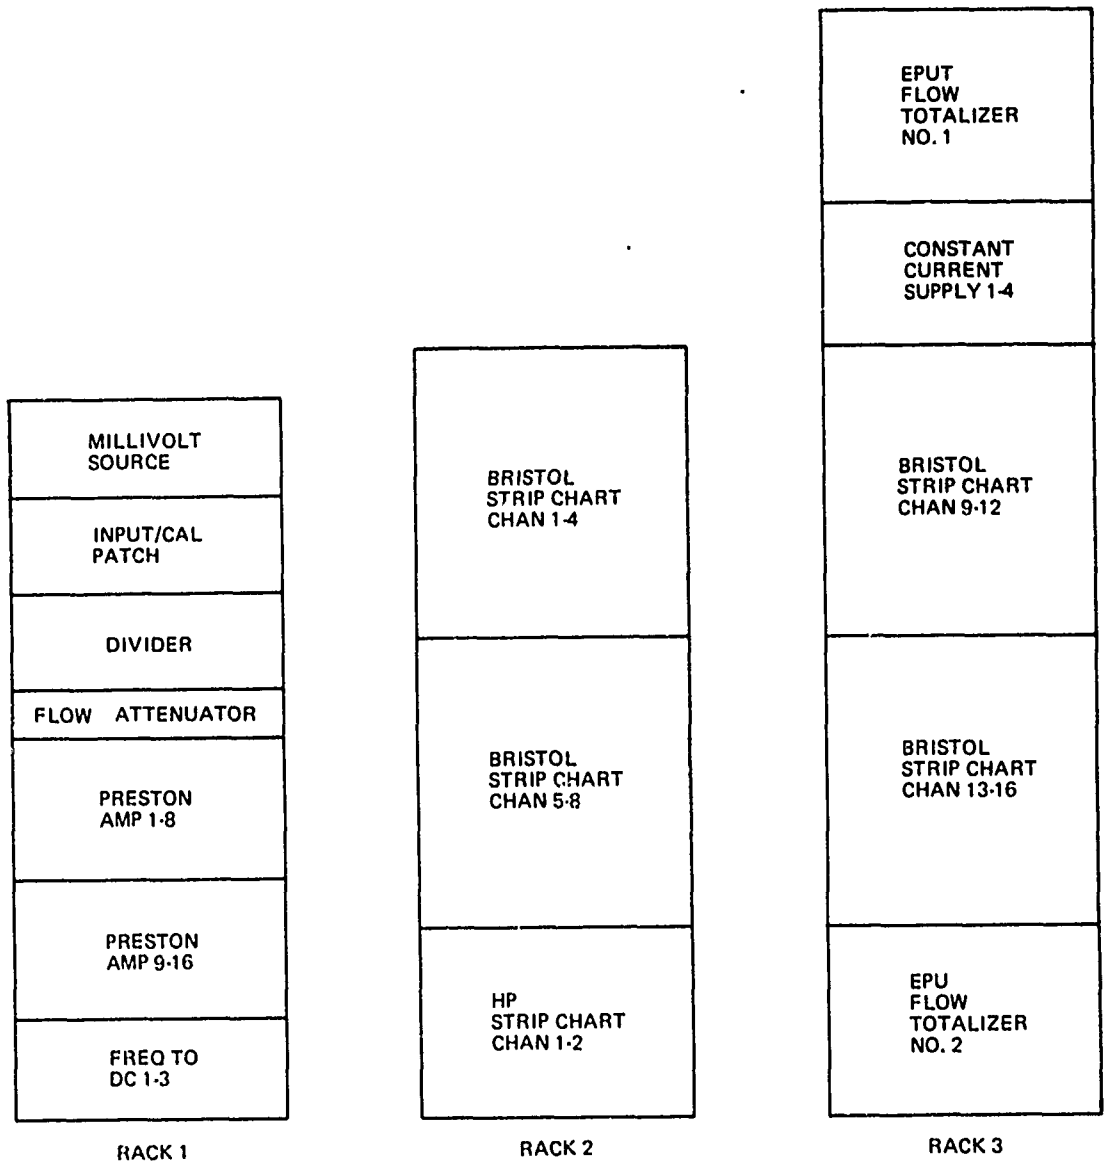 MILLIVOLT
SOURCE
INPUT/CAL
PATCH
DIVIDER
FLOW ATTENUATOR
PRESTON
AMP 1-8
PRESTON
AMP 9-16
FREQ TO
DC 1-3
RACK 1
BRISTOL
STRIP CHART
CHAN 1-4
BRISTOL
STRIP CHART
CHAN 5-8
HP
STRIP CHART
CHAN 1-2
RACK 2
EPUT
FLOW
TOTALIZER
NO. 1
CONSTANT
CURRENT
SUPPLY 1-4
BRISTOL
STRIP CHART
CHAN 9-12
BRISTOL
STRIP CHART
CHAN 13-16
EPU
FLOW
TOTALIZER
NO. 2
RACK 3